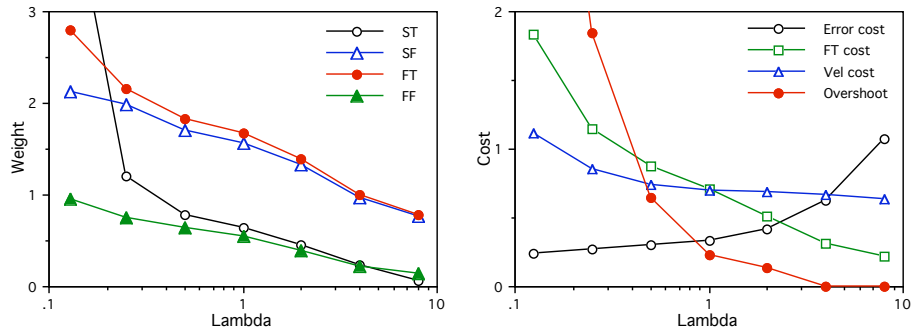 3
2
1
0
Weight
.1
1
10
Lambda
ST
SF
FT
FF
2
1
0
Cost
.1
1
10
Lambda
Error cost
FT cost
Vel cost
Overshoot